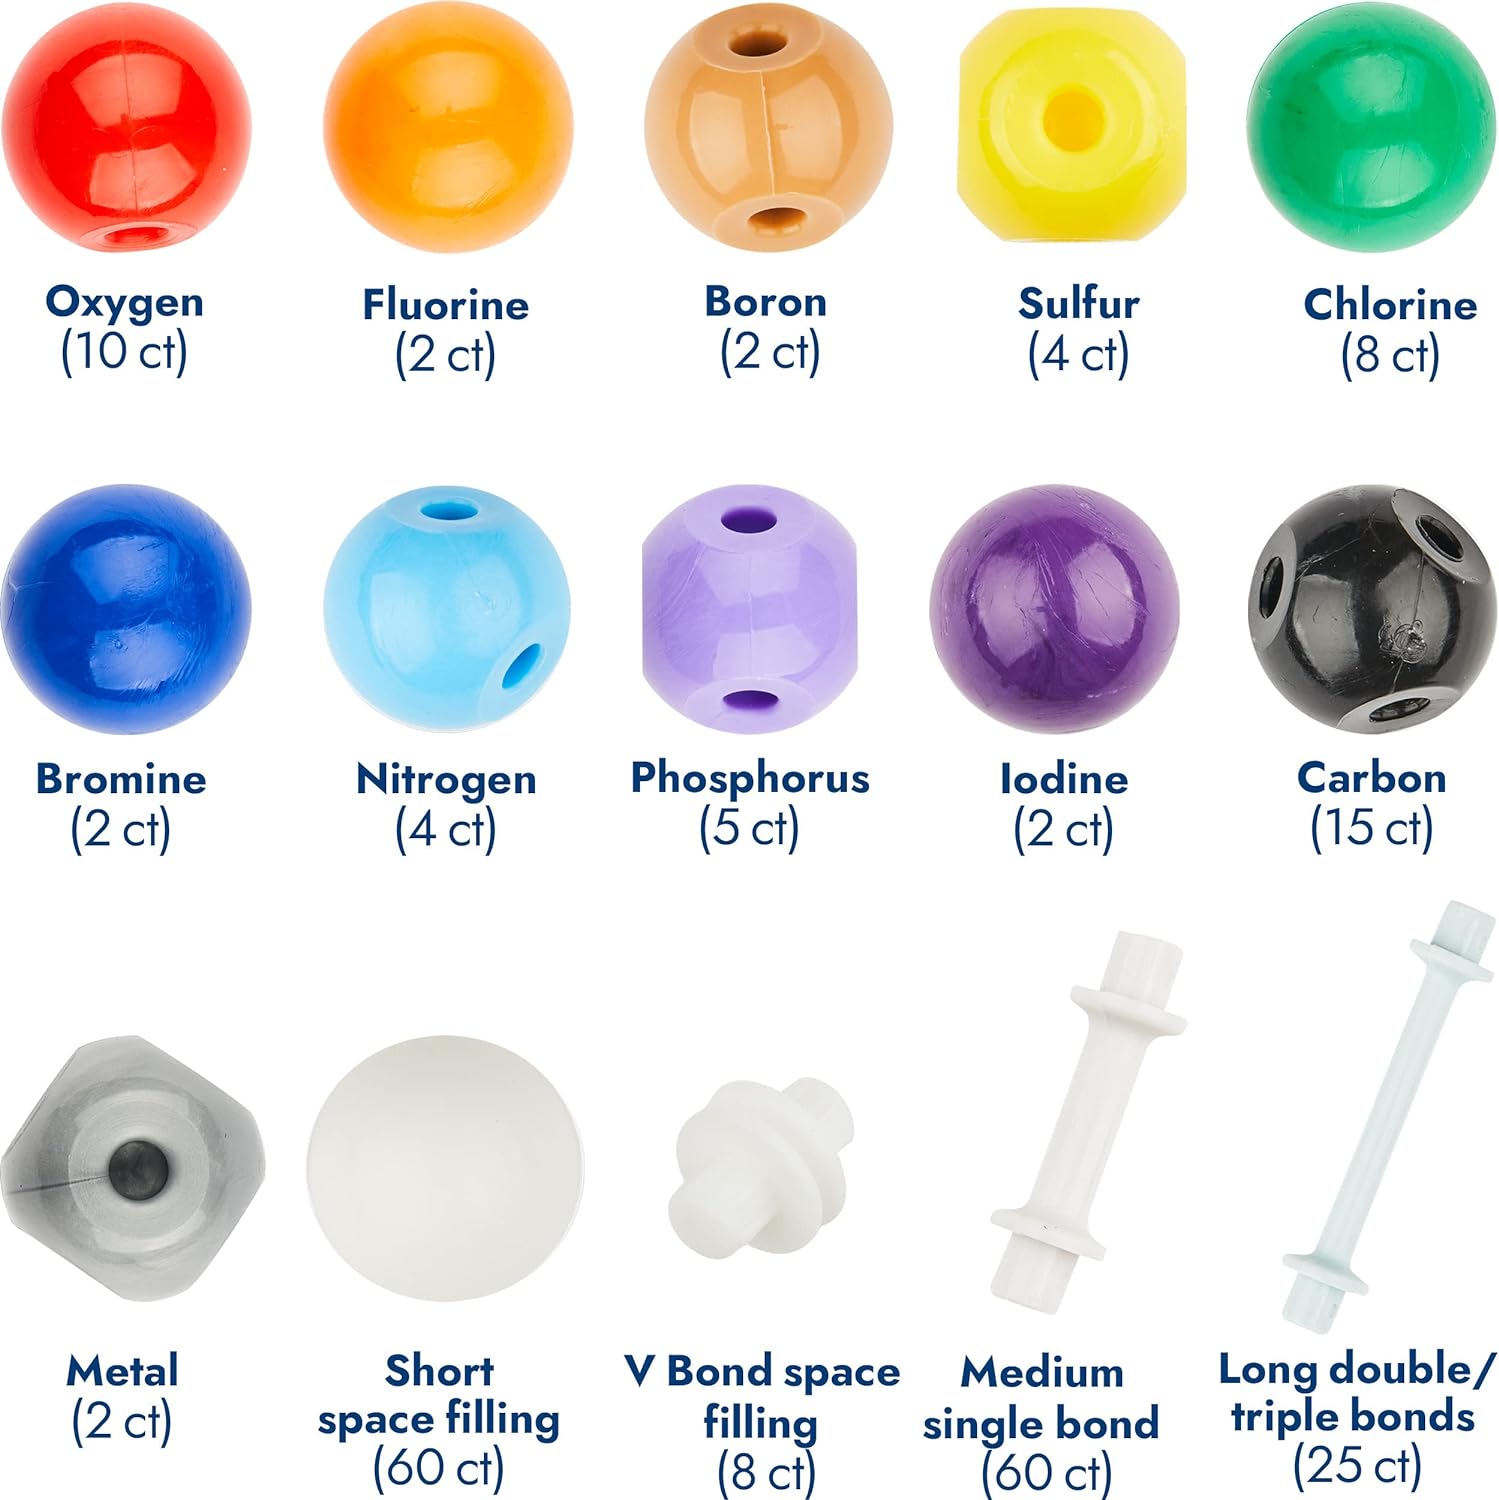 Oxygen
(10 ct)
Fluorine
(2 ct)
Boron
(2 ct)
Sulfur
(4 ct)
Chlorine
(8 ct)
Bromine
(2 ct)
Nitrogen
(4 ct)
Phosphorus
(5 ct)
Iodine
(2 ct)
Carbon
(15 ct)
Metal
(2 ct)
Short
space filling
(60 ct)
V Bond space
filling
(8 ct)
Medium
single bond
(60 ct)
Long double/
triple bonds
(25 ct)